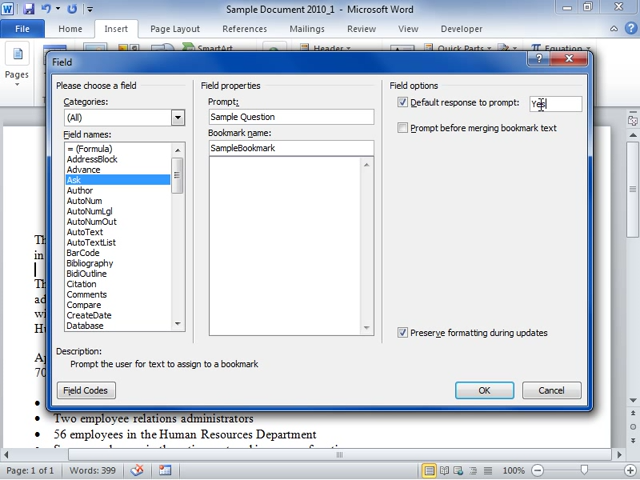 Sample Document 2010_1 - Microsoft Word
File Home Insert Page Layout References Mailings Review View Developer
Pages SmartArt Header Quick Parts Equation
Field
Please choose a field
Categories:
(All)
Field names:
= (Formula)
AddressBlock
Advance
Ask
Author
AutoNum
AutoNumLgl
AutoNumOut
AutoText
AutoTextList
BarCode
Bibliography
BidiOutline
Citation
Comments
Compare
CreateDate
Database
Field properties
Prompt:
Sample Question
Bookmark name:
SampleBookmark
Field options
Default response to prompt: Yes
Prompt before merging bookmark text
Preserve formatting during updates
Description:
Prompt the user for text to assign to a bookmark
Field Codes OK Cancel
in
70
• Two employee relations administrators
• 56 employees in the Human Resources Department
Page: 1 of 1 Words: 399 100%